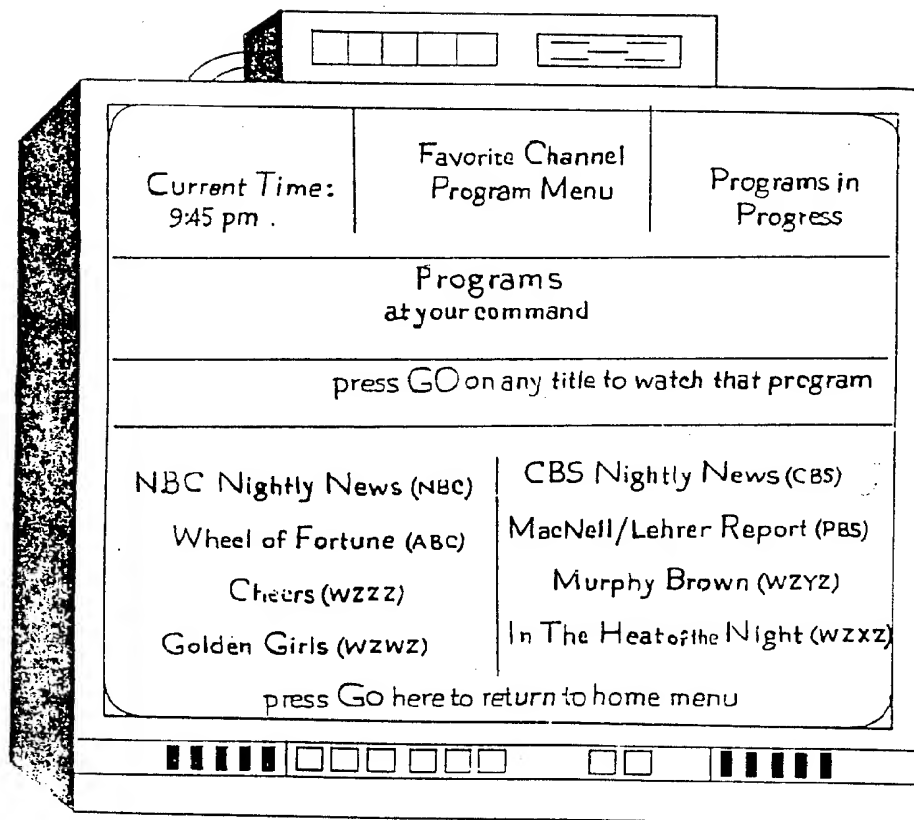 Current Time:
9:45 pm .
Favorite Channel
Program Menu
Programs in
Progress
Programs
at your command
press GO on any title to watch that program
NBC Nightly News (NBC)
Wheel of Fortune (ABC)
Cheers (WZZZ)
Golden Girls (WZWZ)
CBS Nightly News (CBS)
MacNell/Lehrer Report (PBS)
Murphy Brown (WZYZ)
In The Heat of the Night (WZXZ)
press Go here to return to home menu